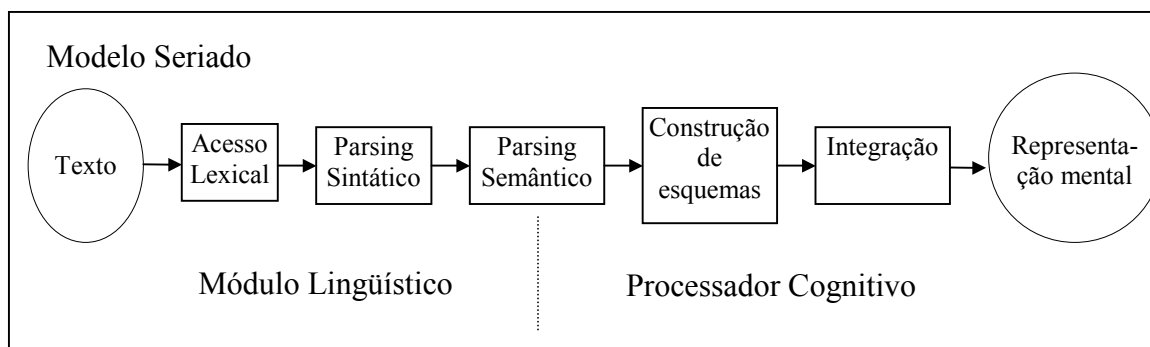 Modelo Seriado
Texto
Acesso
Lexical
Parsing
Sintático
Parsing
Semântico
Construção
de
esquemas
Integração
Representa-
ção mental
Módulo Lingüístico
Processador Cognitivo